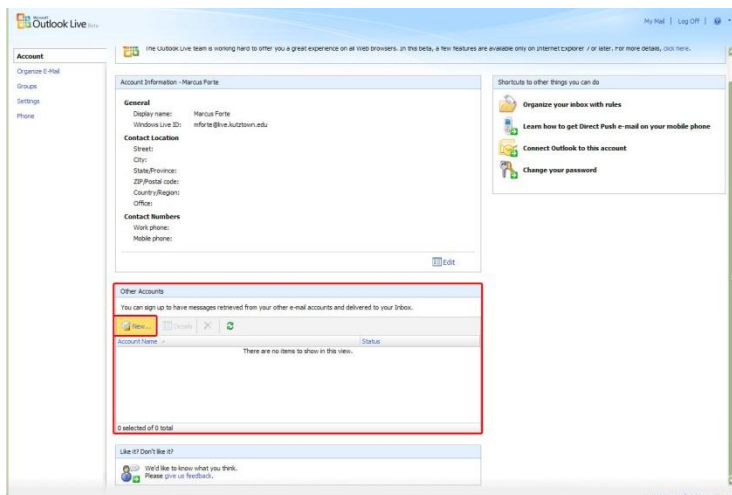 Microsoft
Outlook Live Beta
My Mail | Log Off |
The Outlook Live team is working hard to offer you a great experience on all Web browsers. In this beta, a few features are available only on Internet Explorer 7 or later. For more details, click here.
Account
Organize E-Mail
Groups
Settings
Phone
Account Information - Marcus Forte
General
Display name: Marcus Forte
Windows Live ID: mforte@live.kutztown.edu
Contact Location
Street:
City:
State/Province:
ZIP/Postal code:
Country/Region:
Office:
Contact Numbers
Work phone:
Mobile phone:
Edit
Shortcuts to other things you can do
Organize your inbox with rules
Learn how to get Direct Push e-mail on your mobile phone
Connect Outlook to this account
Change your password
Other Accounts
You can sign up to have messages retrieved from your other e-mail accounts and delivered to your Inbox.
New... Details
Account Name Status
There are no items to show in this view.
0 selected of 0 total
Like it? Don't like it?
We'd like to know what you think.
Please give us feedback.